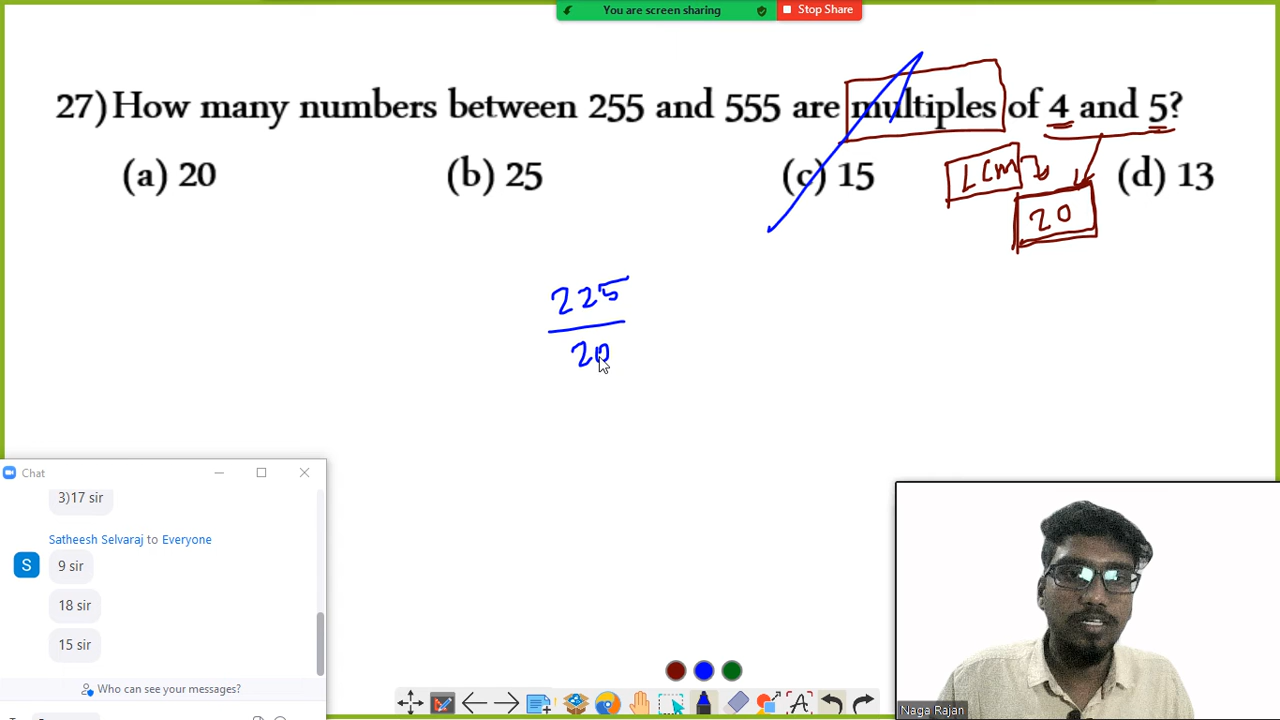 You are screen sharing
Stop Share
27) How many numbers between 255 and 555 are multiples of 4 and 5?
(a) 20 (b) 25 (c) 15 (d) 13
LCM
20
225
20
Chat
3)17 sir
Satheesh Selvaraj to Everyone
S
9 sir
18 sir
15 sir
Who can see your messages?
A
Naga Rajan